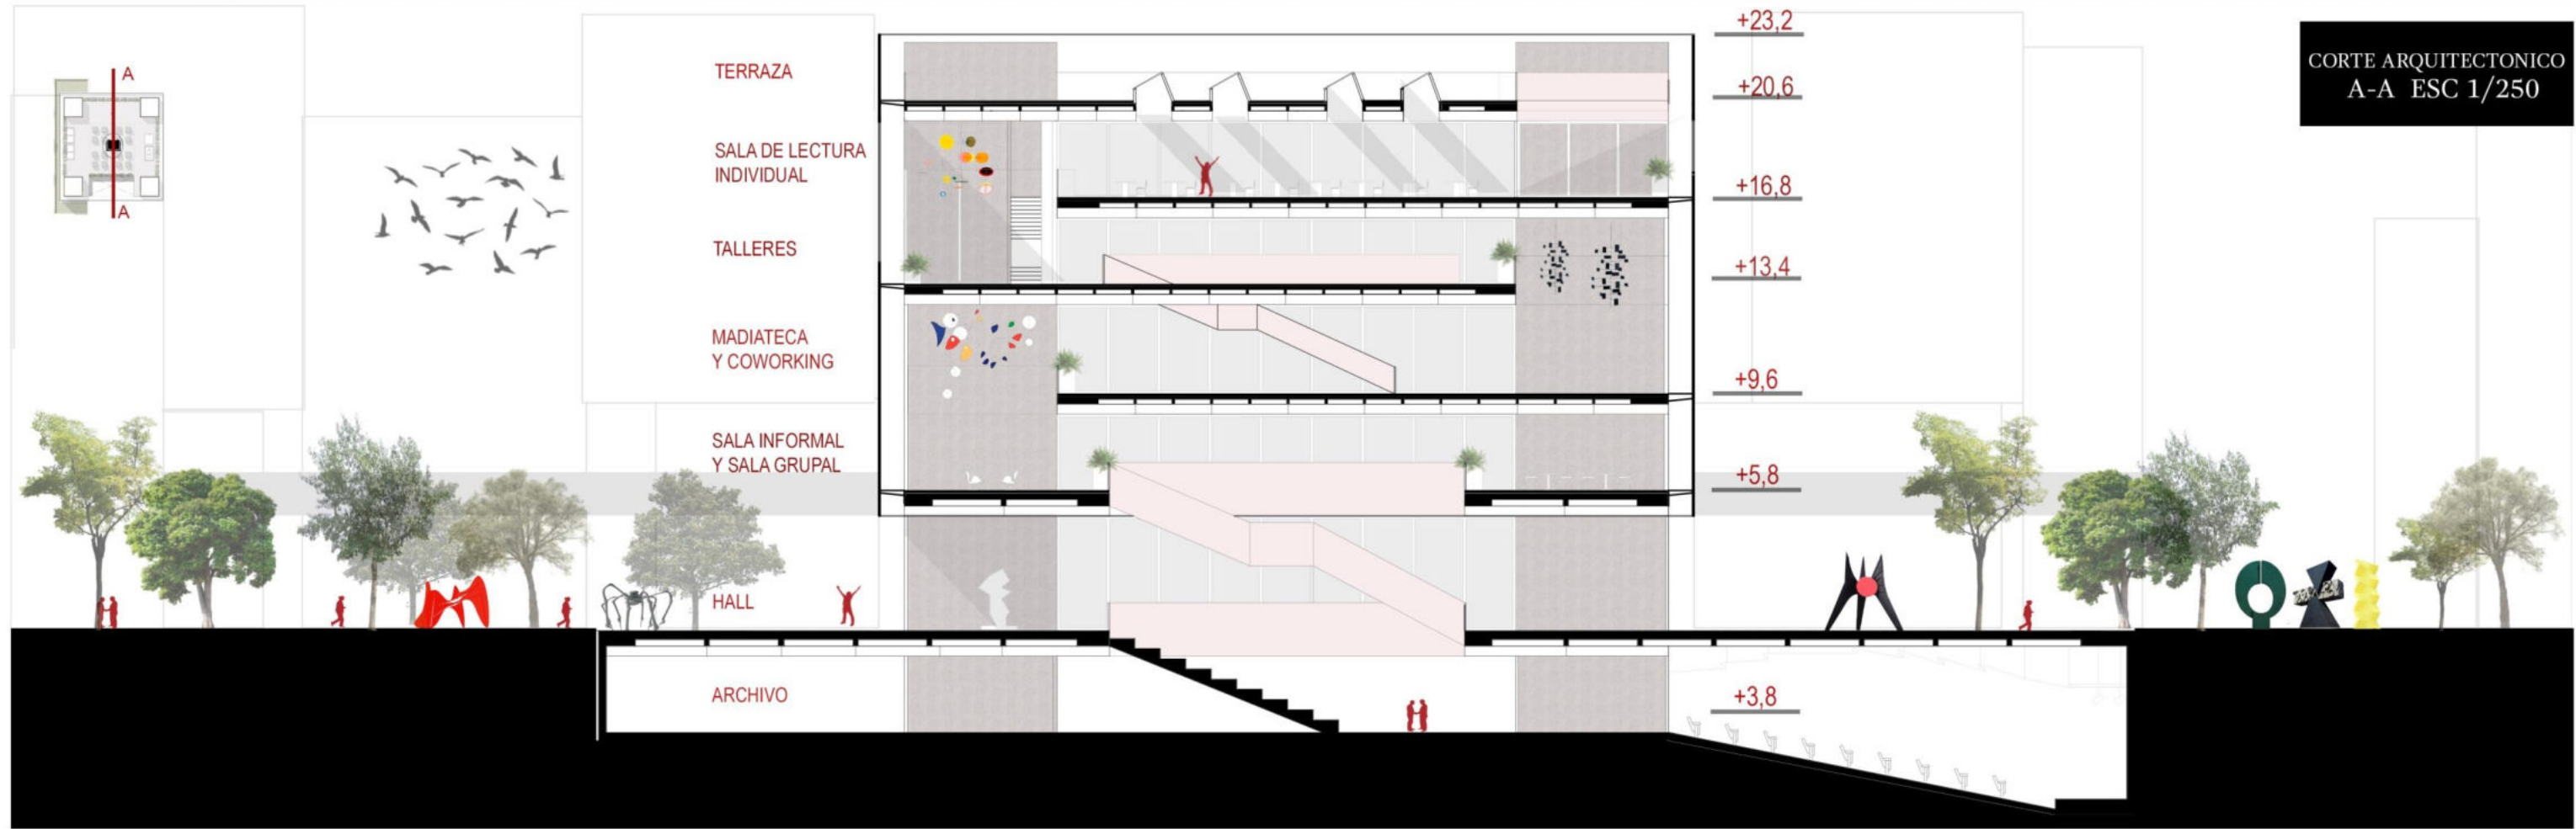 A
A
TERRAZA
SALA DE LECTURA
INDIVIDUAL
TALLERES
MADIATECA
Y COWORKING
SALA INFORMAL
Y SALA GRUPAL
HALL
ARCHIVO
+23,2
+20,6
+16,8
+13,4
+9,6
+5,8
+3,8
CORTE ARQUITECTONICO
A-A ESC 1/250